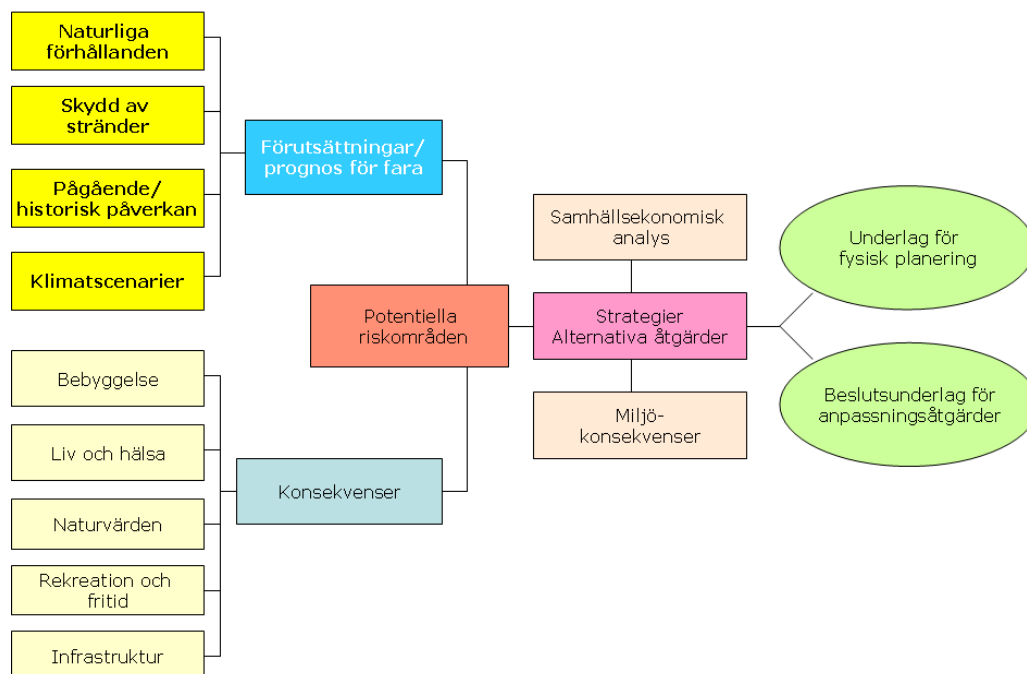 Naturliga
förhållanden
Skydd av
stränder
Pågående/
historisk påverkan
Klimatscenarier
Förutsättningar/
prognos för fara
Bebyggelse
Liv och hälsa
Naturvärden
Rekreation och
fritid
Infrastruktur
Konsekvenser
Potentiella
riskområden
Samhällsekonomisk
analys
Strategier
Alternativa åtgärder
Miljö-
konsekvenser
Underlag för
fysisk planering
Beslutsunderlag för
anpassningsåtgärder